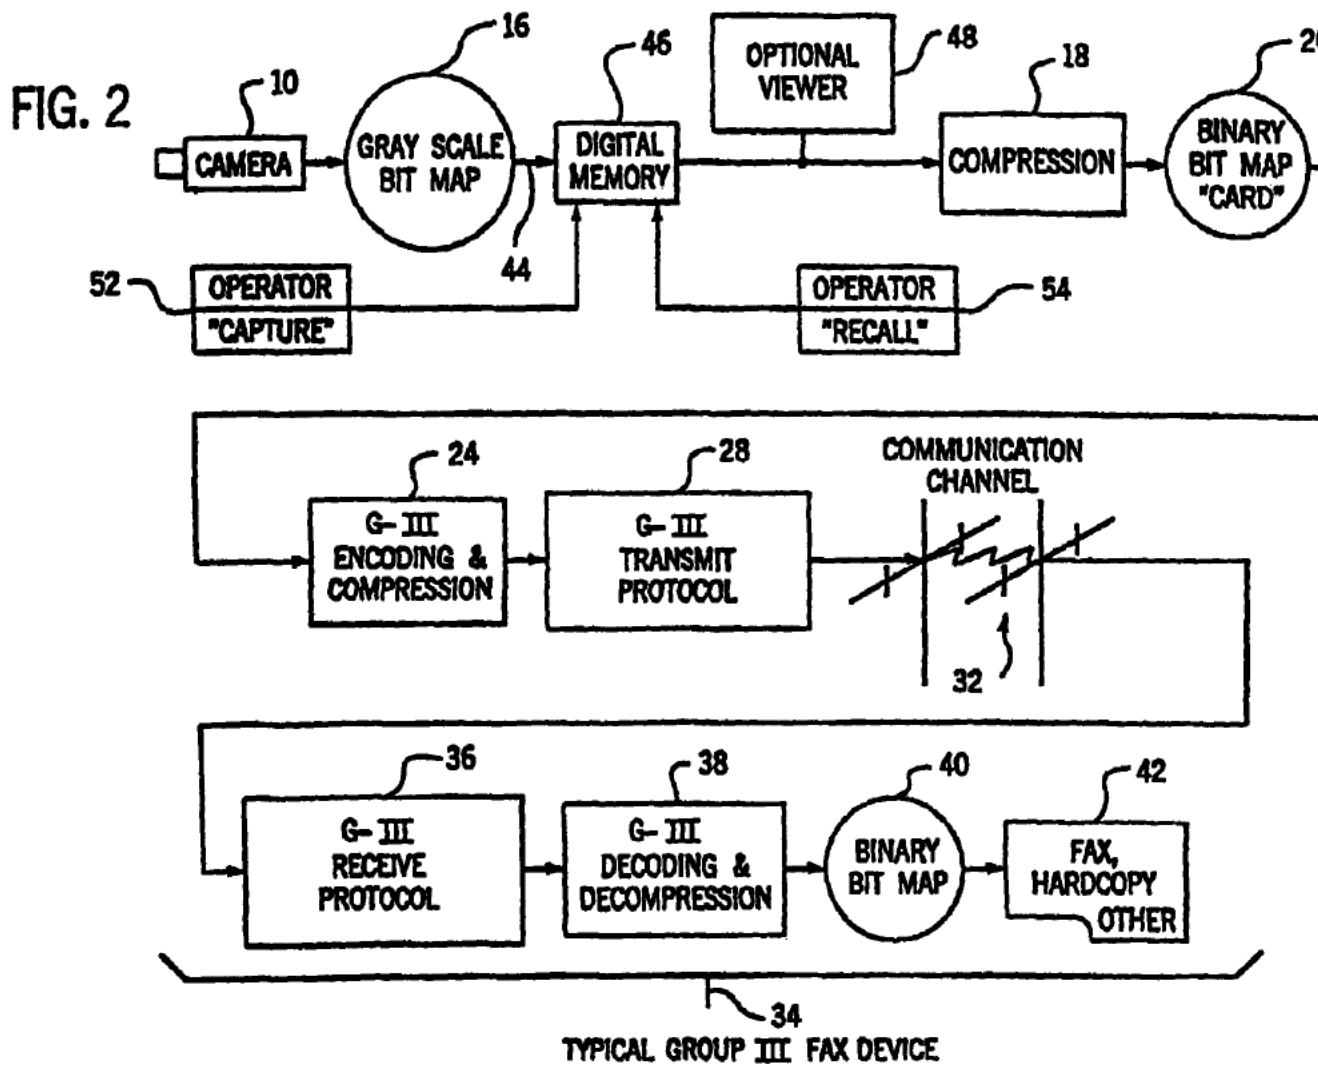 FIG. 2
10
16
46
48
18
CAMERA
GRAY SCALE
BIT MAP
DIGITAL
MEMORY
OPTIONAL
VIEWER
COMPRESSION
BINARY
BIT MAP
"CARD"
44
52
OPERATOR
"CAPTURE"
OPERATOR
"RECALL"
54
24
28
COMMUNICATION
CHANNEL
G-III
ENCODING &
COMPRESSION
G-III
TRANSMIT
PROTOCOL
32
36
38
40
42
G-III
RECEIVE
PROTOCOL
G-III
DECODING &
DECOMPRESSION
BINARY
BIT MAP
FAX,
HARDCOPY
OTHER
34
TYPICAL GROUP III FAX DEVICE